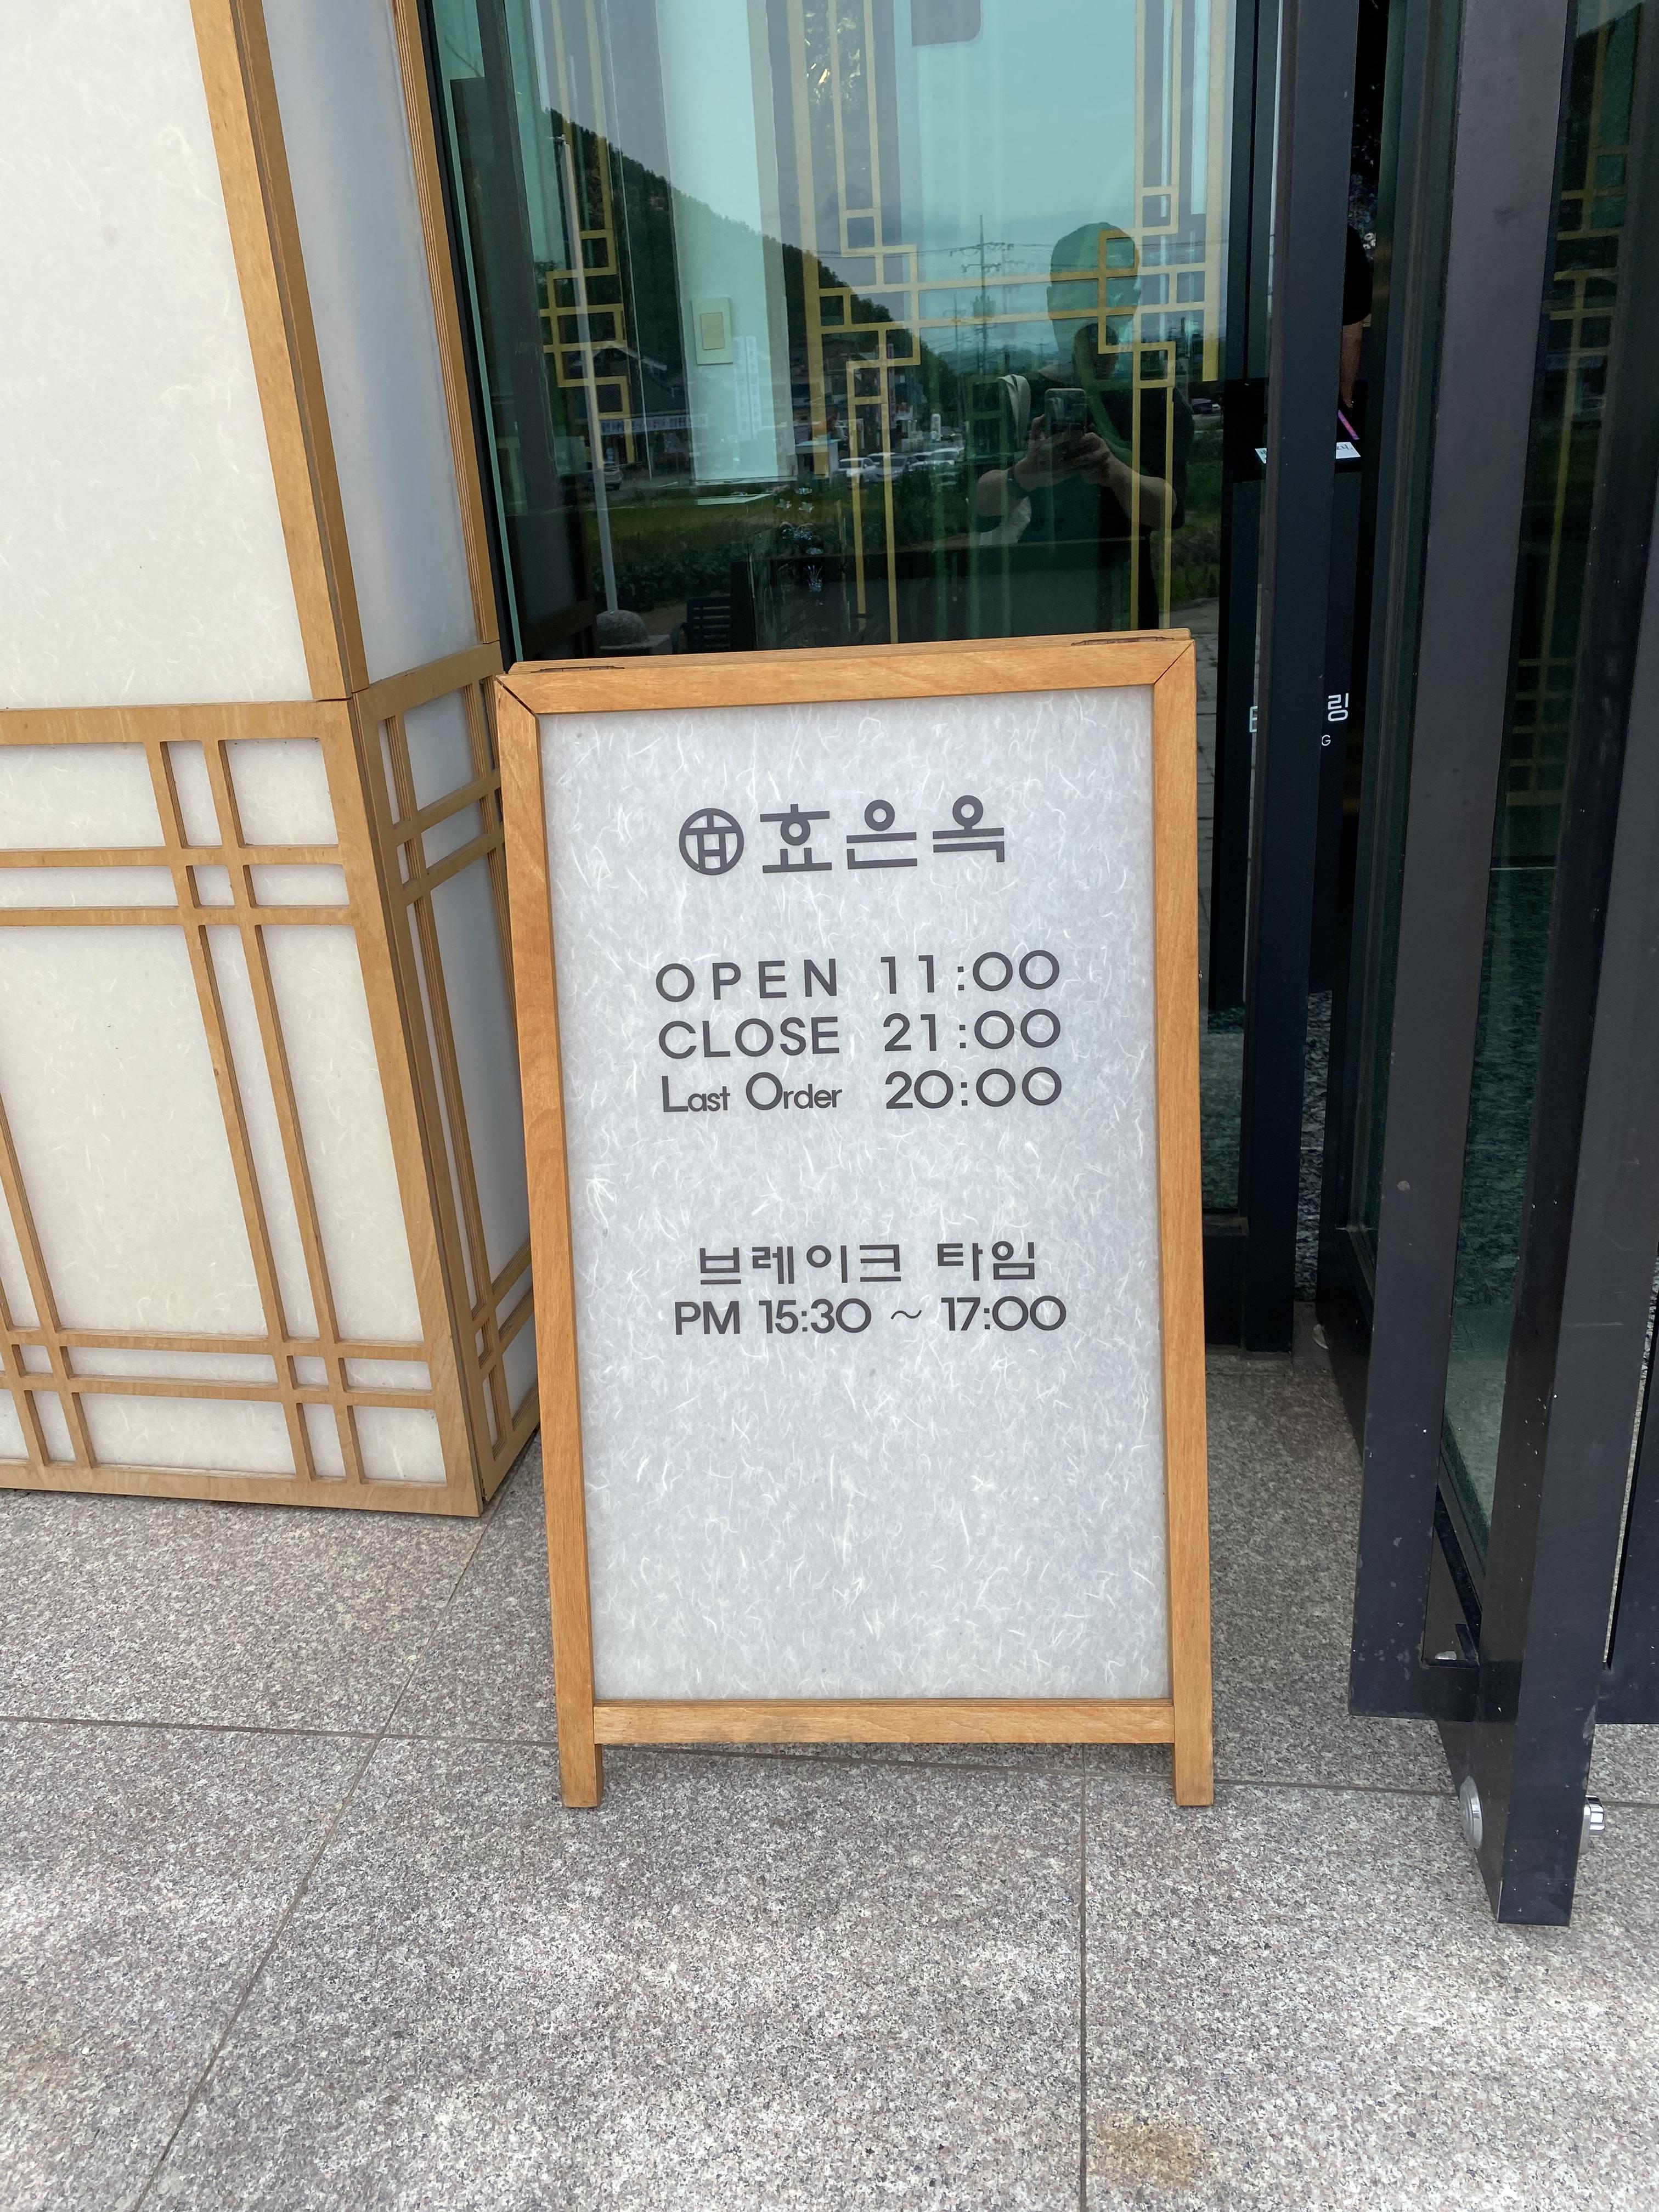 효은옥
OPEN 11:00
CLOSE 21:00
Last Order 20:00
브레이크 타임
PM 15:30 ~ 17:00
링
G